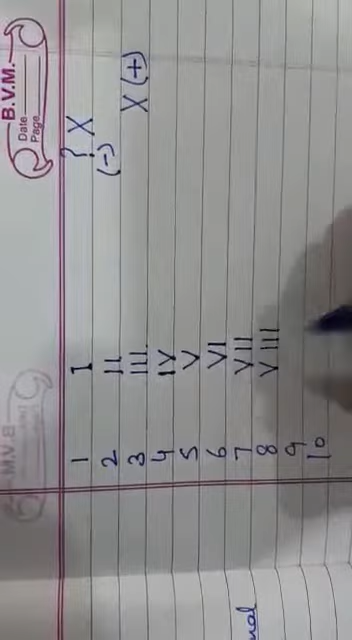 B.V.M.
Date
Page
? X
(-)
X (+)
1 I
2 II
3 III
4 IV
5 V
6 VI
7 VII
8 VIII
9
10